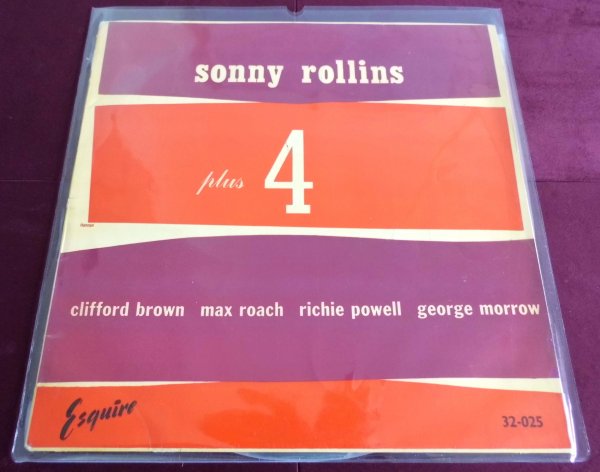 sonny rollins
plus 4
clifford brown max roach richie powell george morrow
Esquire
32-025